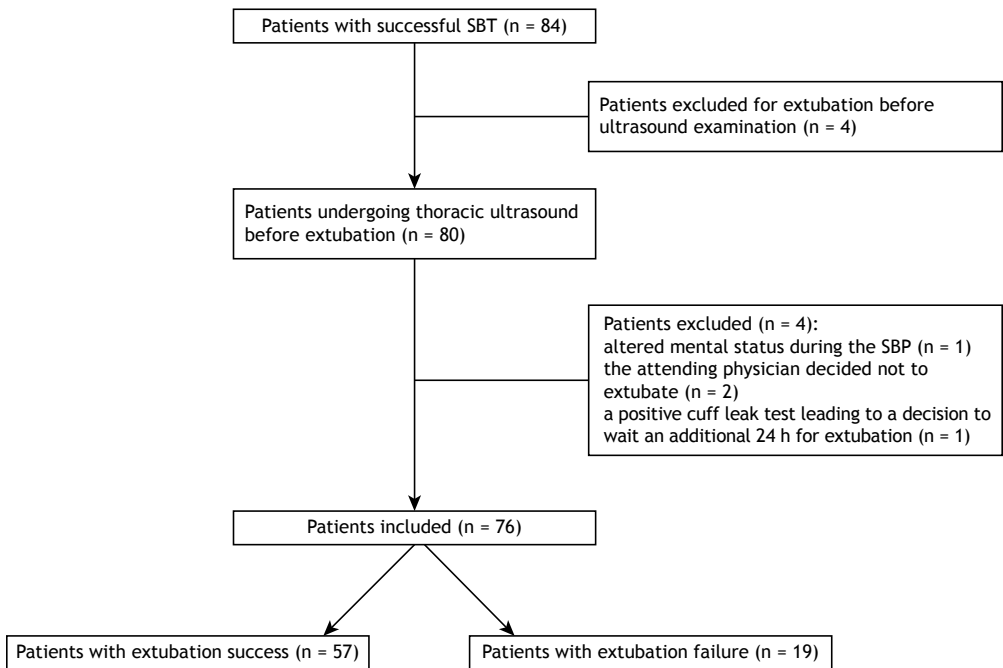 Patients with successful SBT (n = 84)
Patients excluded for extubation before
ultrasound examination (n = 4)
Patients undergoing thoracic ultrasound
before extubation (n = 80)
Patients excluded (n = 4):
altered mental status during the SBP (n = 1)
the attending physician decided not to
extubate (n = 2)
a positive cuff leak test leading to a decision to
wait an additional 24 h for extubation (n = 1)
Patients included (n = 76)
Patients with extubation success (n = 57)
Patients with extubation failure (n = 19)